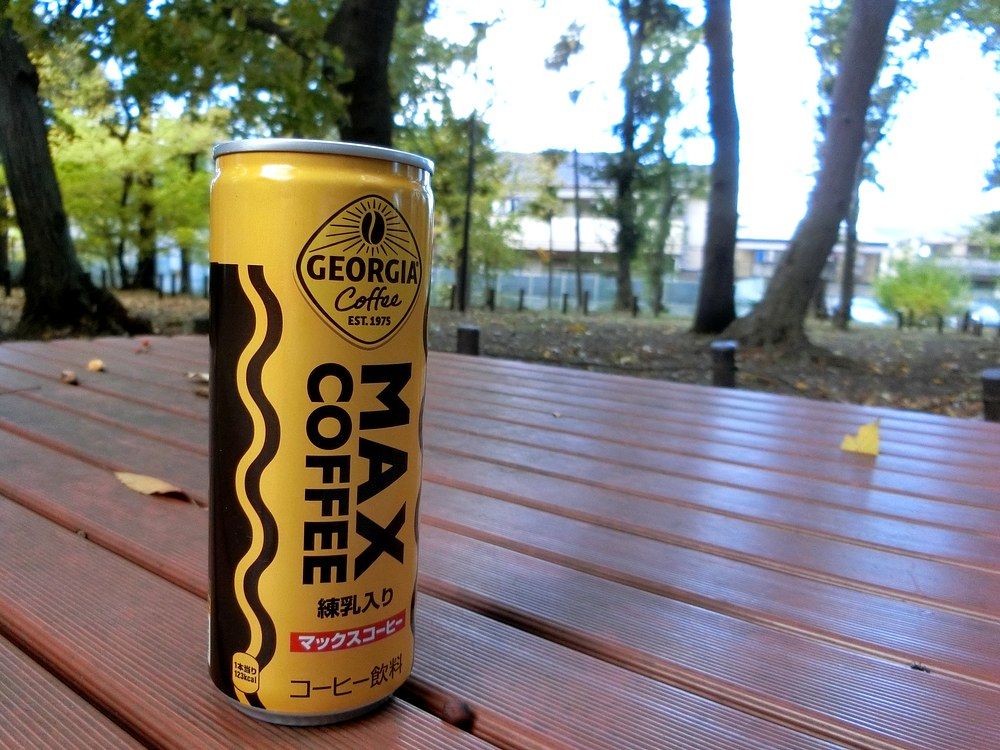 GEORGIA
Coffee
EST. 1975
MAX
COFFEE
練乳入り
マックスコーヒー
コーヒー飲料
1本当り
123kcal